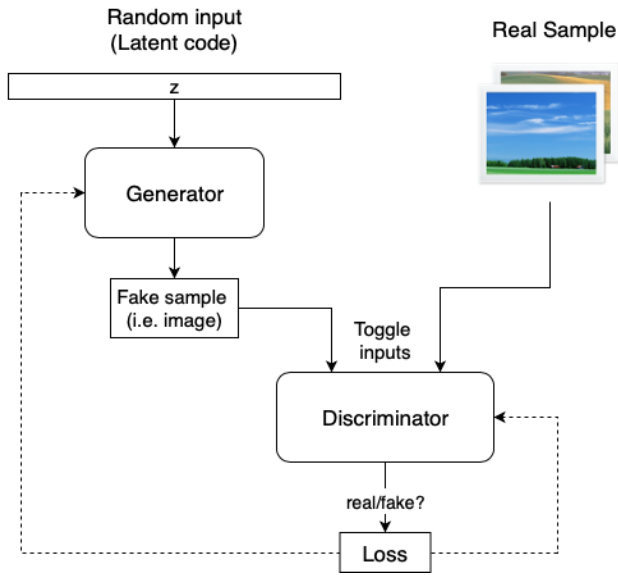 Random input
(Latent code)
Real Sample
z
Generator
Fake sample
(i.e. image)
Toggle
inputs
Discriminator
real/fake?
Loss